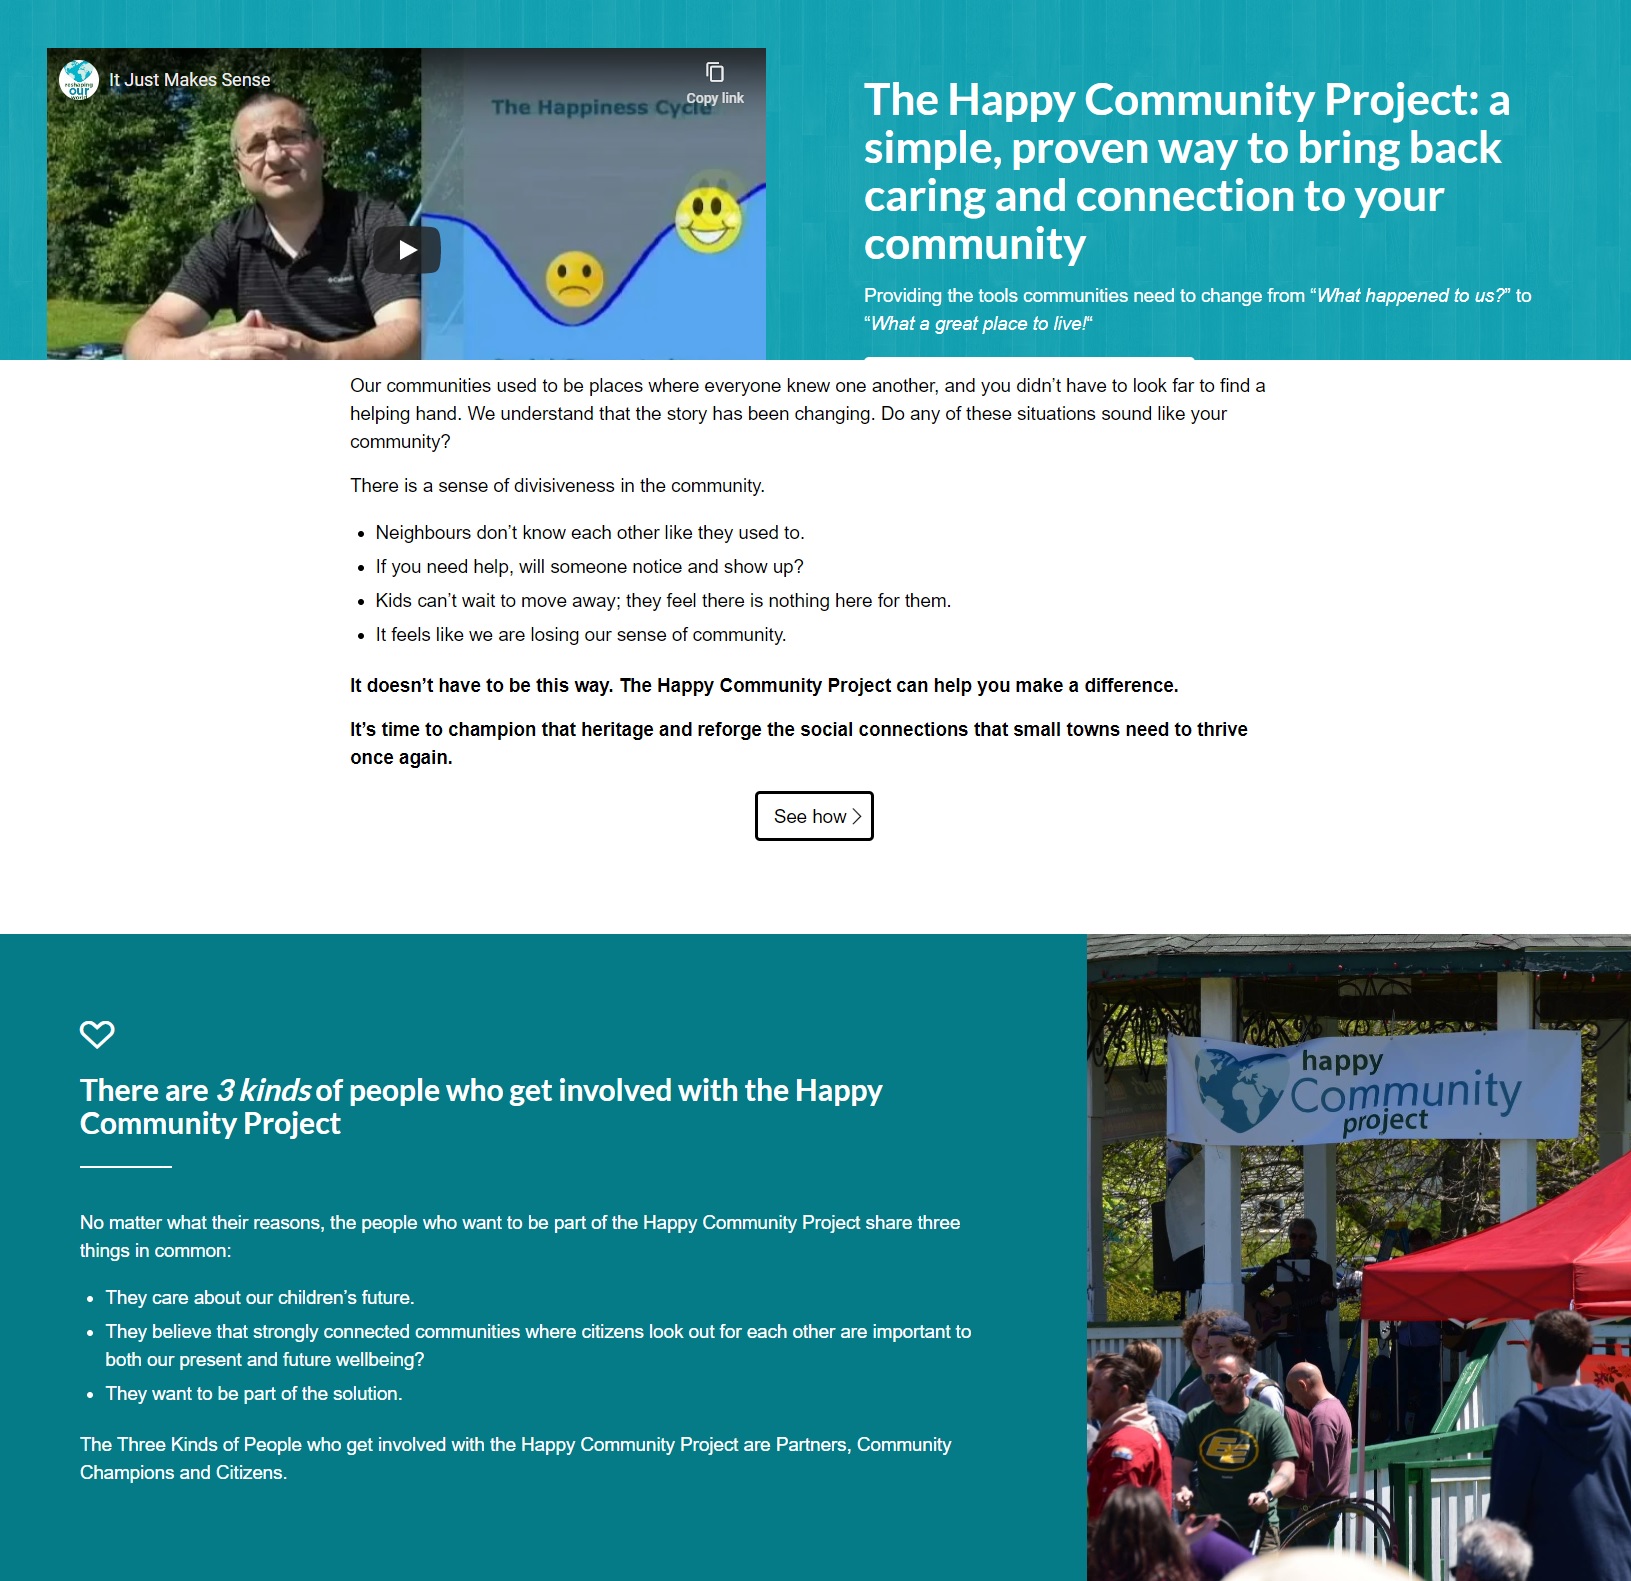 It Just Makes Sense
Copy link
The Happiness Cycle
The Happy Community Project: a
simple, proven way to bring back
caring and connection to your
community
Providing the tools communities need to change from “What happened to us?” to
“What a great place to live!“
Our communities used to be places where everyone knew one another, and you didn’t have to look far to find a
helping hand. We understand that the story has been changing. Do any of these situations sound like your
community?
There is a sense of divisiveness in the community.
• Neighbours don’t know each other like they used to.
• If you need help, will someone notice and show up?
• Kids can’t wait to move away; they feel there is nothing here for them.
• It feels like we are losing our sense of community.
It doesn’t have to be this way. The Happy Community Project can help you make a difference.
It’s time to champion that heritage and reforge the social connections that small towns need to thrive
once again.
See how
There are 3 kinds of people who get involved with the Happy
Community Project
No matter what their reasons, the people who want to be part of the Happy Community Project share three
things in common:
• They care about our children’s future.
• They believe that strongly connected communities where citizens look out for each other are important to
both our present and future wellbeing?
• They want to be part of the solution.
The Three Kinds of People who get involved with the Happy Community Project are Partners, Community
Champions and Citizens.
happy
Community
project
EE
reshaping
our
world